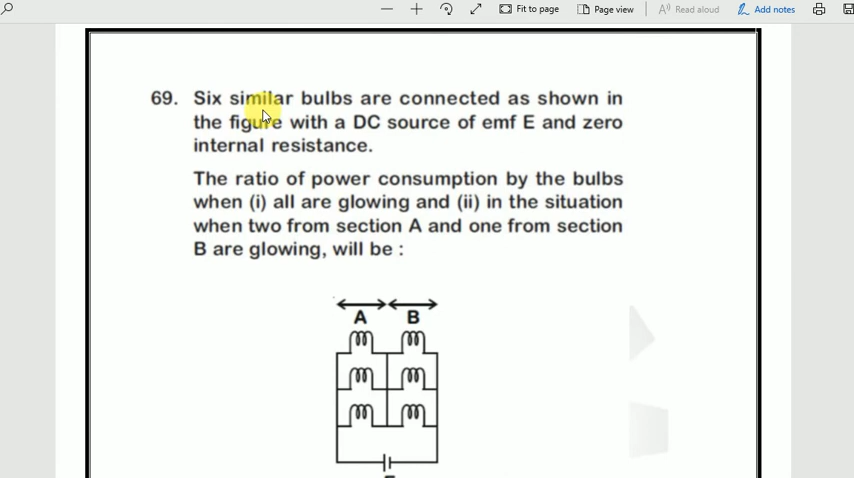 Fit to page
Page view
Read aloud
Add notes
69. Six similar bulbs are connected as shown in
the figure with a DC source of emf E and zero
internal resistance.
The ratio of power consumption by the bulbs
when (i) all are glowing and (ii) in the situation
when two from section A and one from section
B are glowing, will be :
A B